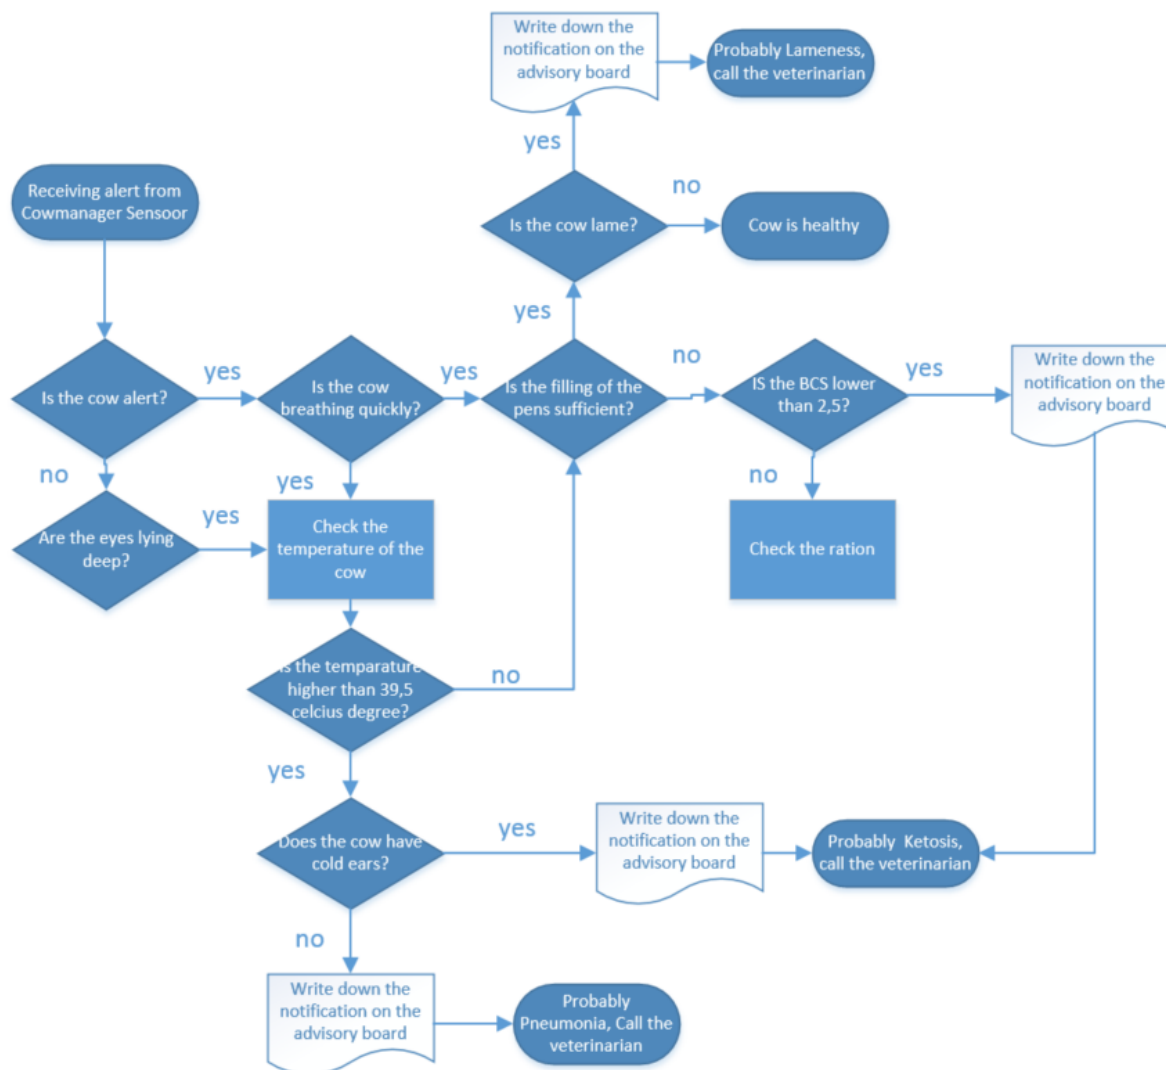 Write down the
notification on the
advisory board
Probably Lameness,
call the veterinarian
yes
Receiving alert from
Cowmanager Sensoor
Is the cow lame?
no
Cow is healthy
yes
Is the cow alert?
yes
Is the cow
breathing quickly?
yes
Is the filling of the
pens sufficient?
no
IS the BCS lower
than 2,5?
yes
Write down the
notification on the
advisory board
no
yes
no
Are the eyes lying
deep?
yes
Check the
temperature of the
cow
Check the ration
Is the temparature
higher than 39,5
celcius degree?
no
yes
Does the cow have
cold ears?
yes
Write down the
notification on the
advisory board
Probably Ketosis,
call the veterinarian
no
Write down the
notification on the
advisory board
Probably
Pneumonia, Call the
veterinarian